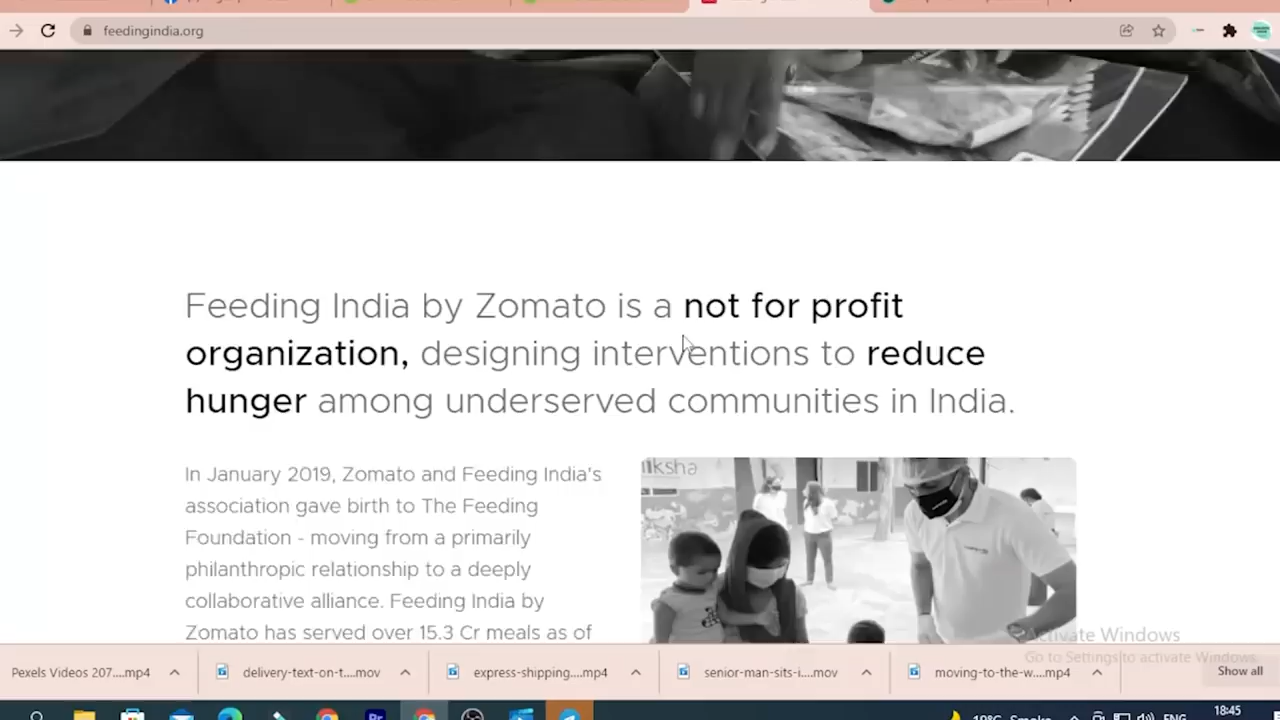 feedingindia.org
Feeding India by Zomato is a not for profit
organization, designing interventions to reduce
hunger among underserved communities in India.
In January 2019, Zomato and Feeding India's
association gave birth to The Feeding
Foundation - moving from a primarily
philanthropic relationship to a deeply
collaborative alliance. Feeding India by
Zomato has served over 15.3 Cr meals as of
Activate Windows
Go to Settings to activate Windows.
Pexels Videos 207....mp4
delivery-text-on-t....mov
express-shipping....mp4
senior-man-sits-i....mov
moving-to-the-w....mp4
Show all
19°C Smoke
ENG
18:45